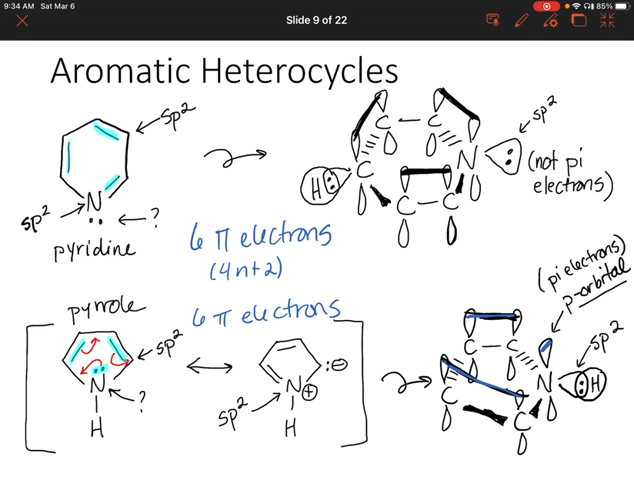 9:34 AM Sat Mar 6
85%
Slide 9 of 22
Aromatic Heterocycles
sp²
N
sp²
?
pyridine
C C
C N
H
C C
sp²
(not pi
electrons)
6 π electrons
(4n+2)
6 π electrons
pyrrole
sp²
N
?
H
sp²
N
H
C C
C N
C
H
(pi electrons)
p-orbital
sp²